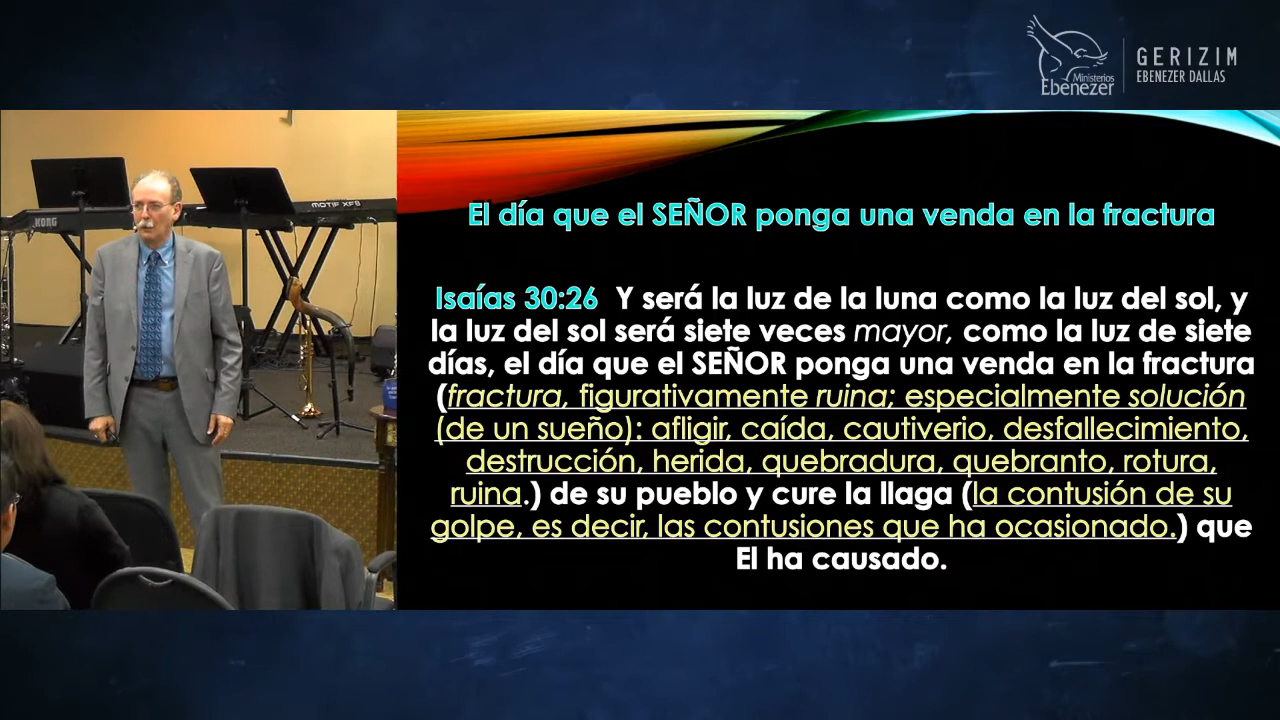 Ministerios
Ebenezer
GERIZIM
EBENEZER DALLAS
KORG
MOTIF XF8
El día que el SEÑOR ponga una venda en la fractura
Isaías 30:26 Y será la luz de la luna como la luz del sol, y
la luz del sol será siete veces mayor, como la luz de siete
días, el día que el SEÑOR ponga una venda en la fractura
(fractura, figurativamente ruina; especialmente solución
(de un sueño): afligir, caída, cautiverio, desfallecimiento,
destrucción, herida, quebradura, quebranto, rotura,
ruina.) de su pueblo y cure la llaga (la contusión de su
golpe, es decir, las contusiones que ha ocasionado.) que
El ha causado.